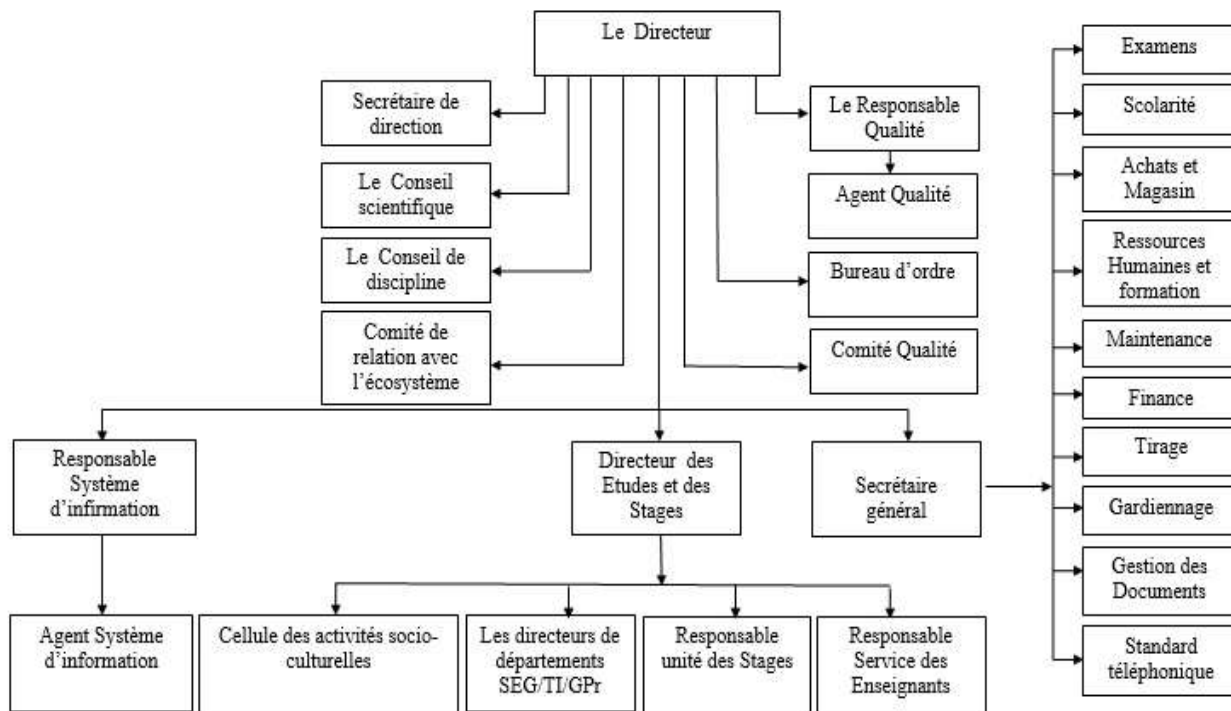 Le Directeur
Secrétaire de
direction
Le Conseil
scientifique
Le Conseil de
discipline
Comité de
relation avec
l'écosystème
Le Responsable
Qualité
Agent Qualité
Bureau d'ordre
Comité Qualité
Responsable
Système
d'infirmation
Directeur des
Etudes et des
Stages
Secrétaire
général
Agent Système
d'information
Cellule des activités socio-
culturelles
Les directeurs de
départements
SEG/TI/GPr
Responsable
unité des Stages
Responsable
Service des
Enseignants
Examens
Scolarité
Achats et
Magasin
Ressources
Humaines et
formation
Maintenance
Finance
Tirage
Gardiennage
Gestion des
Documents
Standard
téléphonique